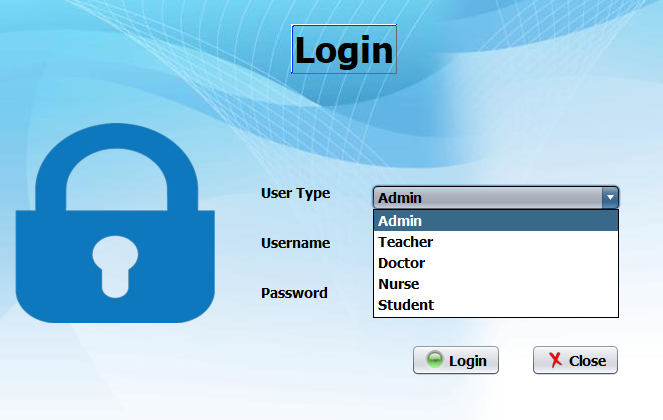 Login
User Type
Admin
Admin
Teacher
Doctor
Nurse
Student
Username
Password
Login
Close